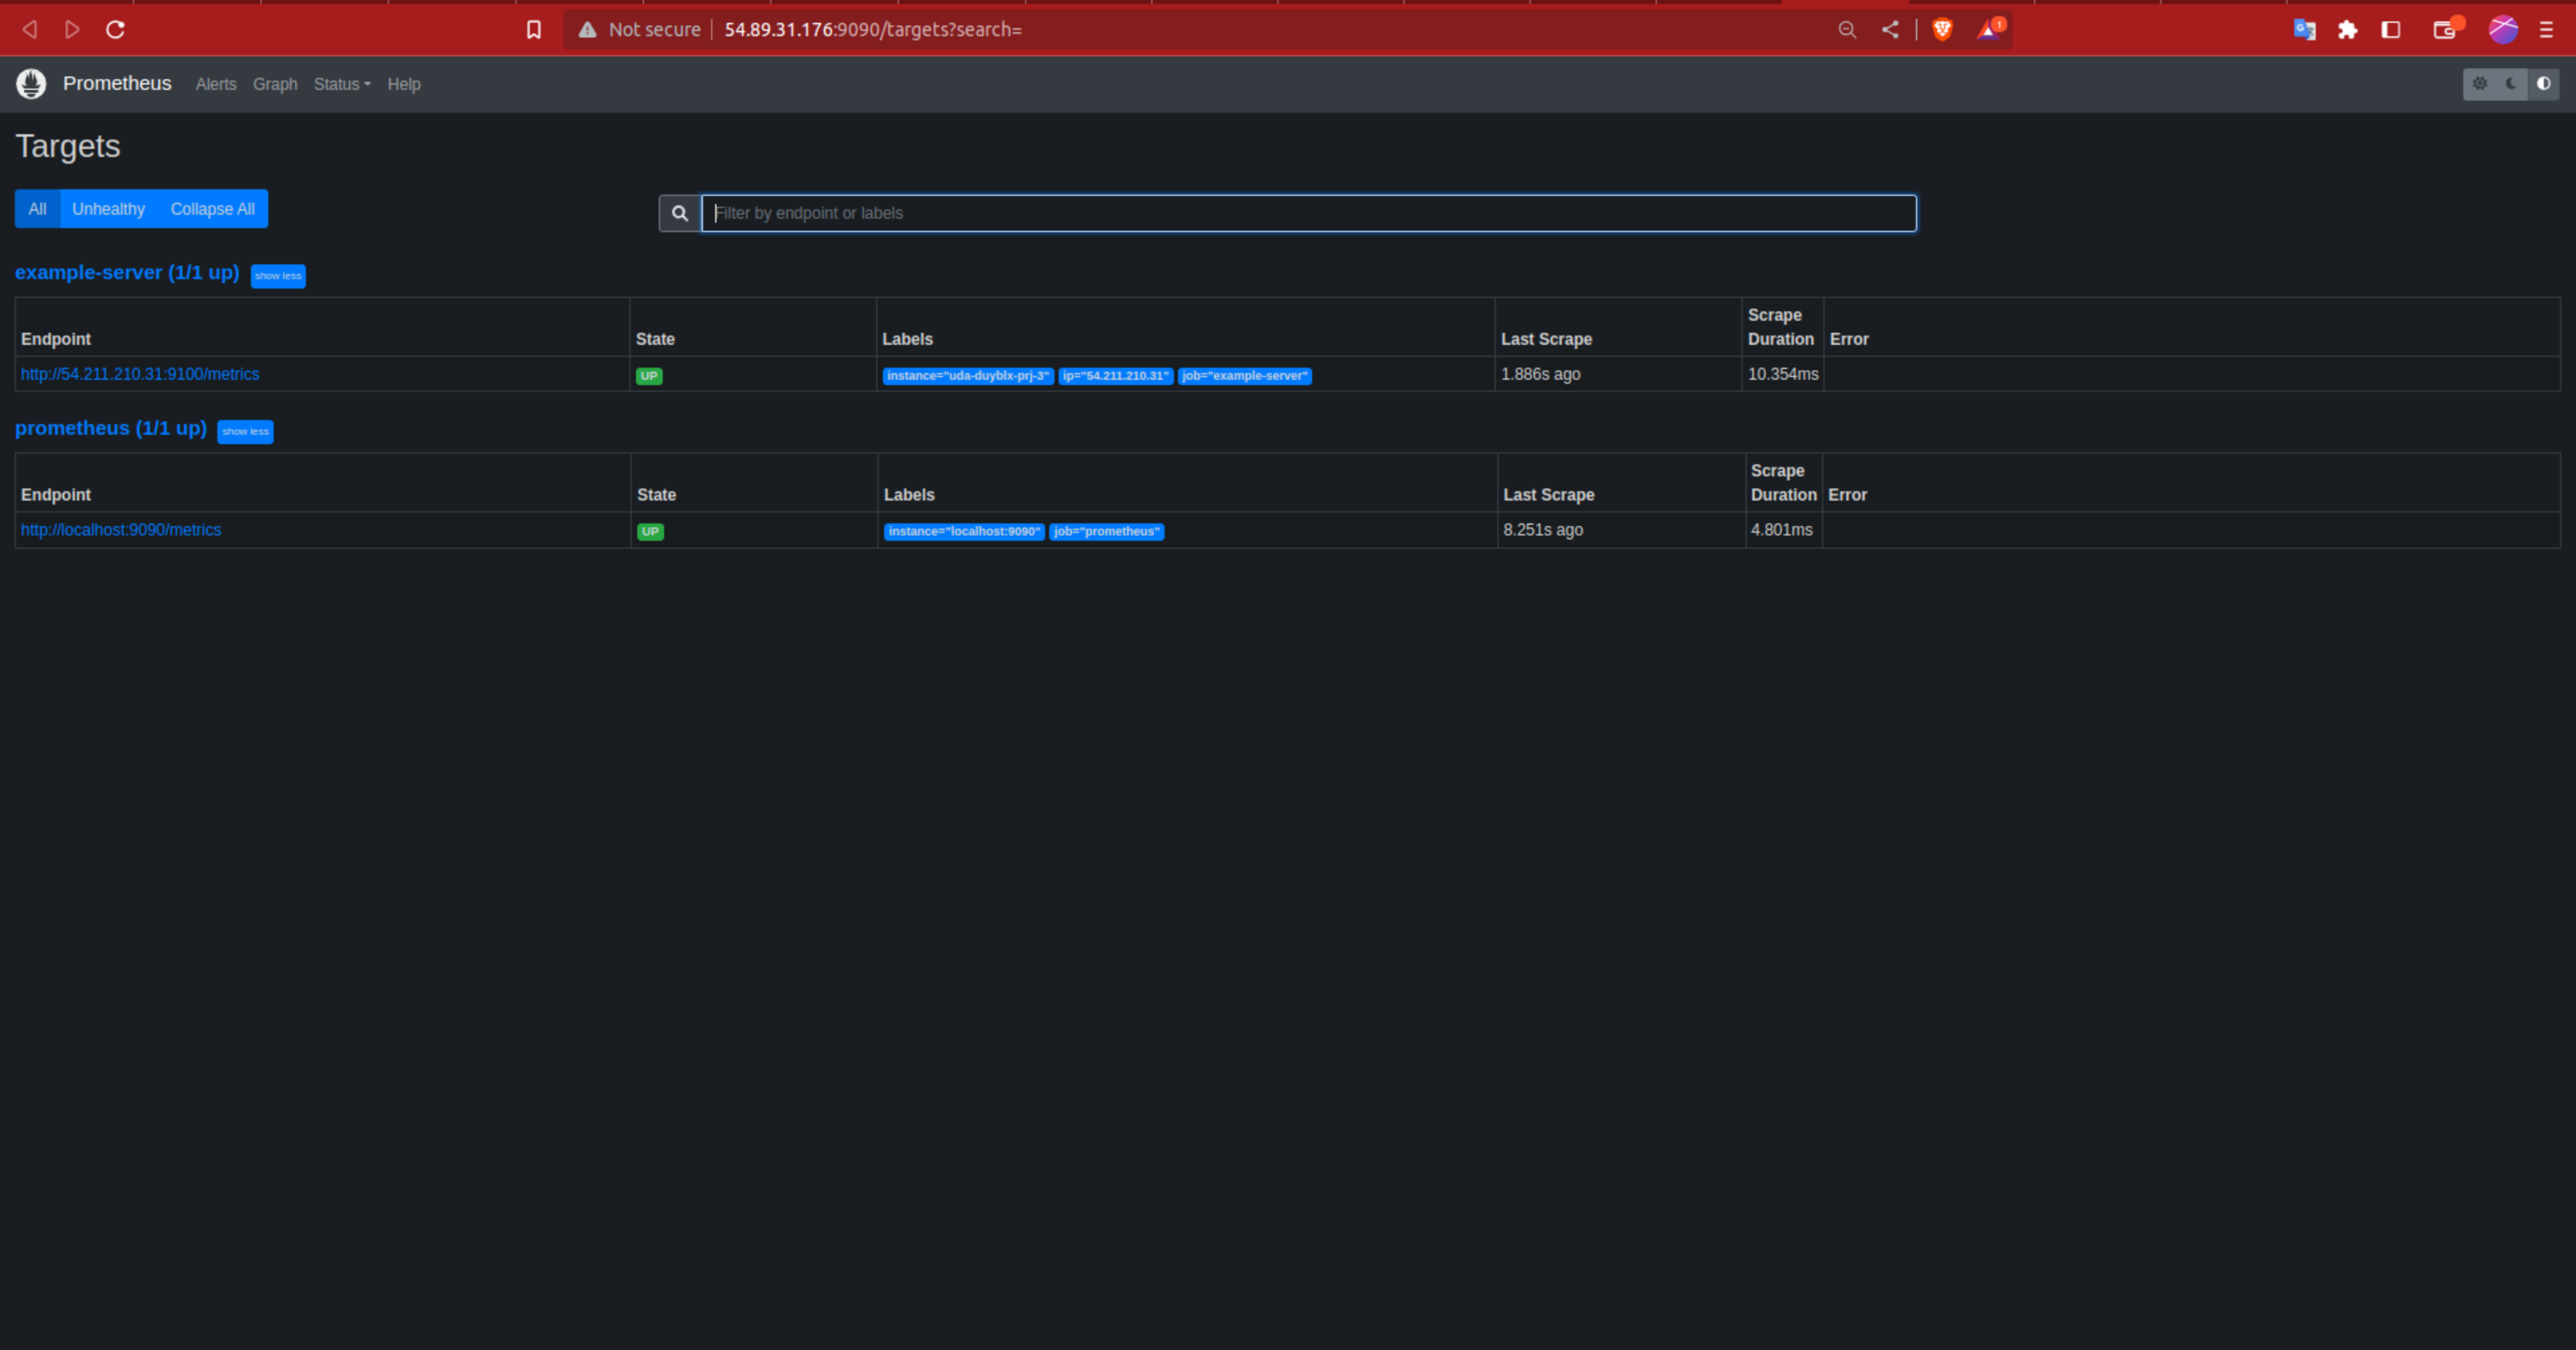 Not secure 54.89.31.176:9090/targets?search= 1
Prometheus Alerts Graph Status Help
Targets
All Unhealthy Collapse All Filter by endpoint or labels
example-server (1/1 up) show less
Endpoint State Labels Last Scrape Scrape Duration Error
http://54.211.210.31:9100/metrics UP instance="uda-duyblx-prj-3" ip="54.211.210.31" job="example-server" 1.886s ago 10.354ms
prometheus (1/1 up) show less
Endpoint State Labels Last Scrape Scrape Duration Error
http://localhost:9090/metrics UP instance="localhost:9090" job="prometheus" 8.251s ago 4.801ms